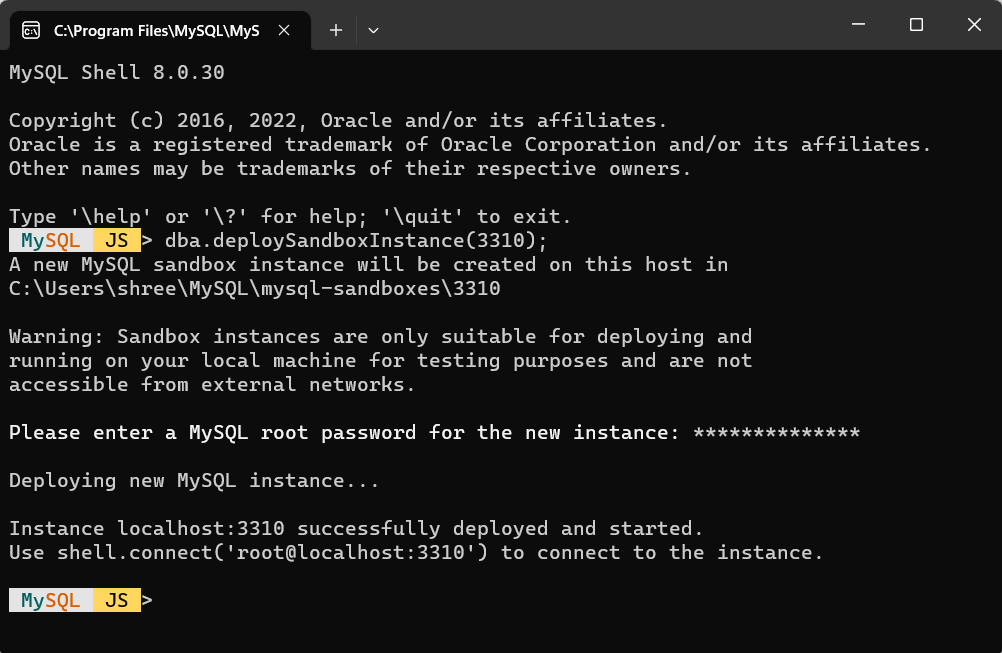 C:\Program Files\MySQL\MyS
MySQL Shell 8.0.30
Copyright (c) 2016, 2022, Oracle and/or its affiliates.
Oracle is a registered trademark of Oracle Corporation and/or its affiliates.
Other names may be trademarks of their respective owners.
Type '\help' or '\?' for help; '\quit' to exit.
MySQL JS > dba.deploySandboxInstance(3310);
A new MySQL sandbox instance will be created on this host in
C:\Users\shree\MySQL\mysql-sandboxes\3310
Warning: Sandbox instances are only suitable for deploying and
running on your local machine for testing purposes and are not
accessible from external networks.
Please enter a MySQL root password for the new instance: **************
Deploying new MySQL instance...
Instance localhost:3310 successfully deployed and started.
Use shell.connect('root@localhost:3310') to connect to the instance.
MySQL JS >